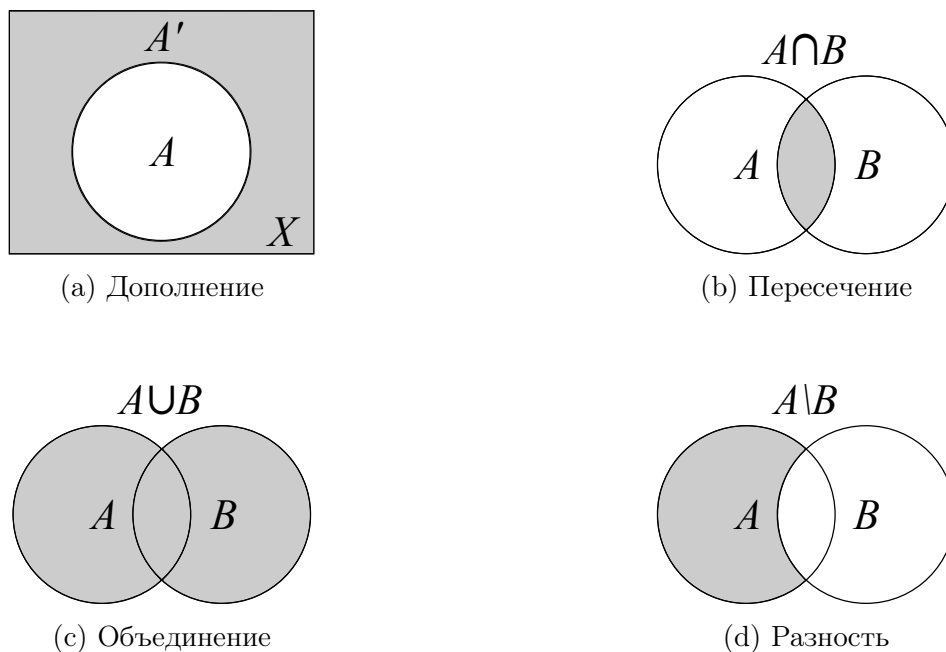 A′
A
X
(a) Дополнение
A∩B
A
B
(b) Пересечение
A∪B
A
B
(c) Объединение
A\B
A
B
(d) Разность